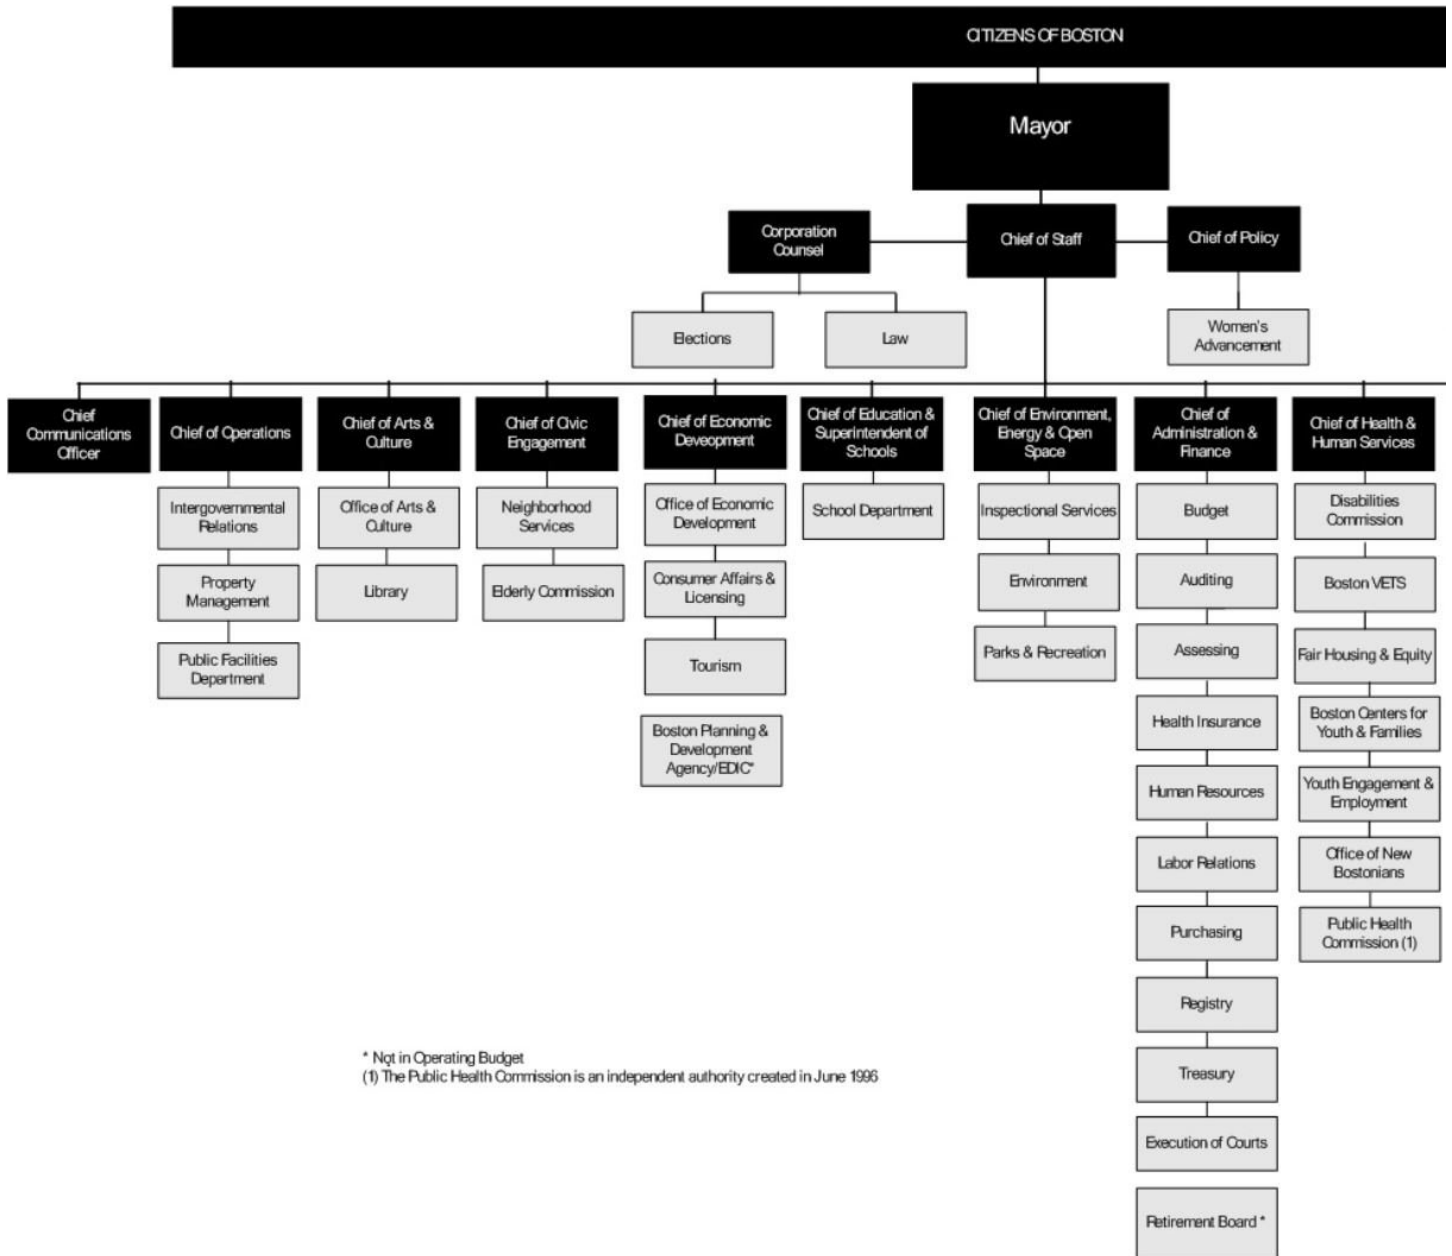 CITIZENS OF BOSTON
Mayor
Corporation
Counsel
Chief of Staff
Chief of Policy
Elections
Law
Women's
Advancement
Chief
Communications
Officer
Chief of Operations
Intergovernmental
Relations
Property
Management
Public Facilities
Department
Chief of Arts &
Culture
Office of Arts &
Culture
Library
Chief of Civic
Engagement
Neighborhood
Services
Elderly Commission
Chief of Economic
Deveopment
Office of Economic
Development
Consumer Affairs &
Licensing
Tourism
Boston Planning &
Development
Agency/EDIC*
Chief of Education &
Superintendent of
Schools
School Department
Chief of Environment,
Energy & Open
Space
Inspectional Services
Environment
Parks & Recreation
Chief of
Administration &
Finance
Budget
Auditing
Assessing
Health Insurance
Human Resources
Labor Relations
Purchasing
Registry
Treasury
Execution of Courts
Retirement Board *
Chief of Health &
Human Services
Disabilities
Commission
Boston VETS
Fair Housing & Equity
Boston Centers for
Youth & Families
Youth Engagement &
Employment
Office of New
Bostonians
Public Health
Commission (1)
* Not in Operating Budget
(1) The Public Health Commission is an independent authority created in June 1996